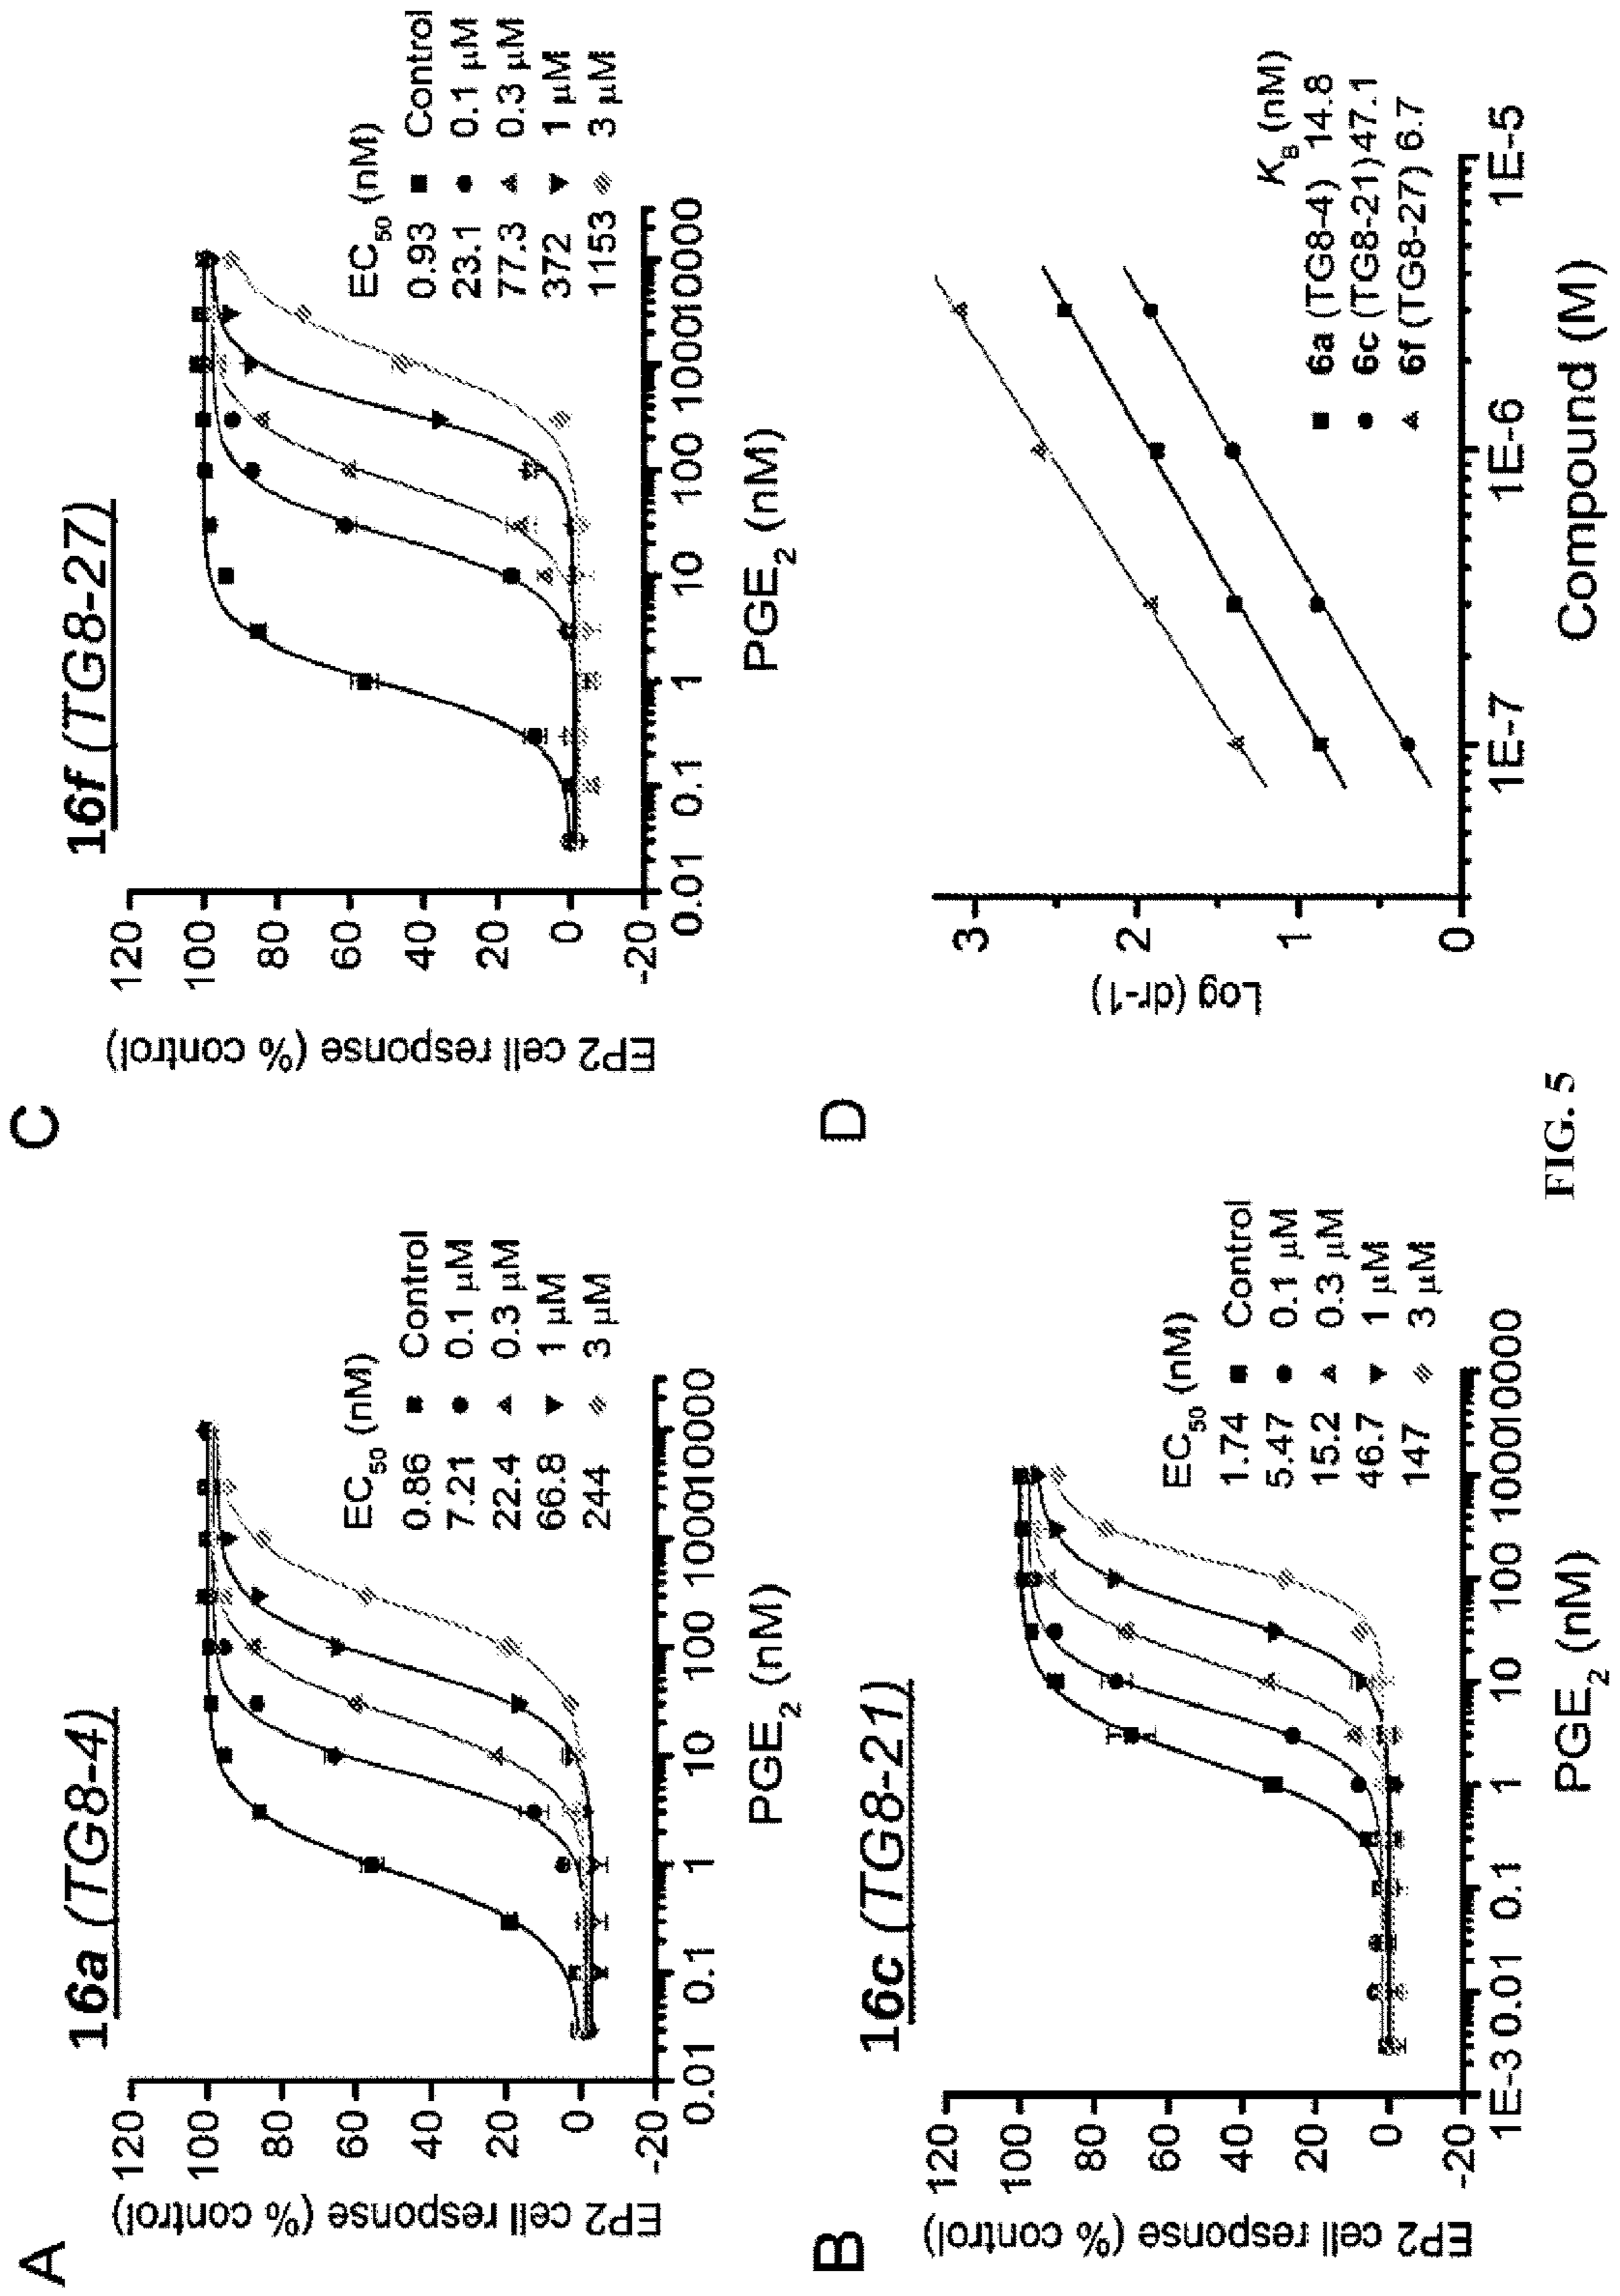 A
16a (TG8-4)
EP2 cell response (% control)
120
100
80
60
40
20
0
-20
0.01 0.1 1 10 100 1000 10000
PGE2 (nM)
EC50 (nM)
0.86 Control
7.21 0.1 μM
22.4 0.3 μM
66.8 1 μM
244 3 μM
B
16c (TG8-21)
EP2 cell response (% control)
120
100
80
60
40
20
0
-20
1E-3 0.01 0.1 1 10 100 1000 10000
PGE2 (nM)
EC50 (nM)
1.74 Control
5.47 0.1 μM
15.2 0.3 μM
46.7 1 μM
147 3 μM
C
16f (TG8-27)
EP2 cell response (% control)
120
100
80
60
40
20
0
-20
0.01 0.1 1 10 100 1000 10000
PGE2 (nM)
EC50 (nM)
0.93 Control
23.1 0.1 μM
77.3 0.3 μM
372 1 μM
1153 3 μM
D
Log (dr-1)
3
2
1
0
1E-7 1E-6 1E-5
Compound (M)
KB (nM)
6a (TG8-4) 14.8
6c (TG8-21) 47.1
6f (TG8-27) 6.7
FIG. 5